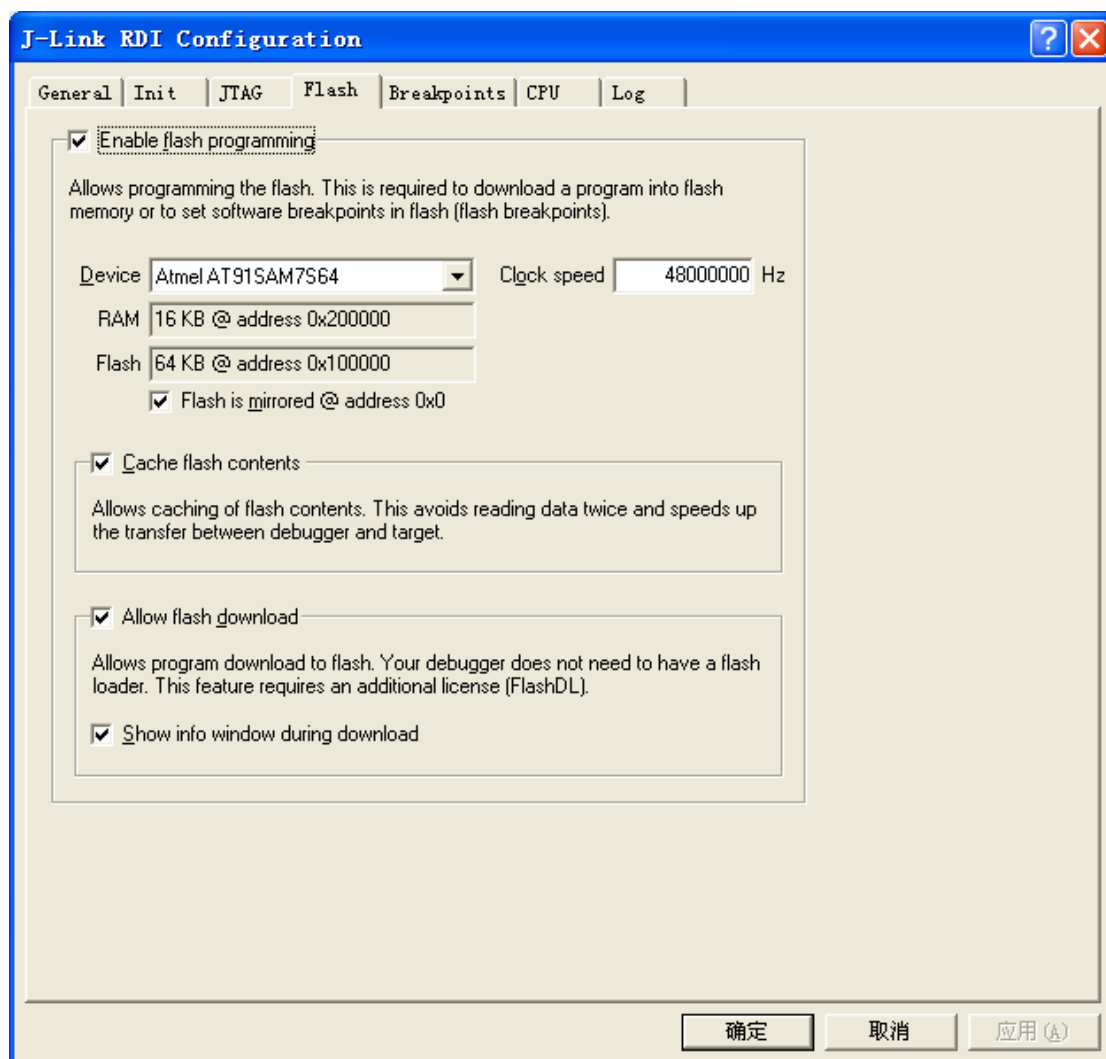 J-Link RDI Configuration
General Init JTAG Flash Breakpoints CPU Log
Enable flash programming
Allows programming the flash. This is required to download a program into flash
memory or to set software breakpoints in flash (flash breakpoints).
Device Atmel AT91SAM7S64 Clock speed 48000000 Hz
RAM 16 KB @ address 0x200000
Flash 64 KB @ address 0x100000
Flash is mirrored @ address 0x0
Cache flash contents
Allows caching of flash contents. This avoids reading data twice and speeds up
the transfer between debugger and target.
Allow flash download
Allows program download to flash. Your debugger does not need to have a flash
loader. This feature requires an additional license (FlashDL).
Show info window during download
确定 取消 应用(A)